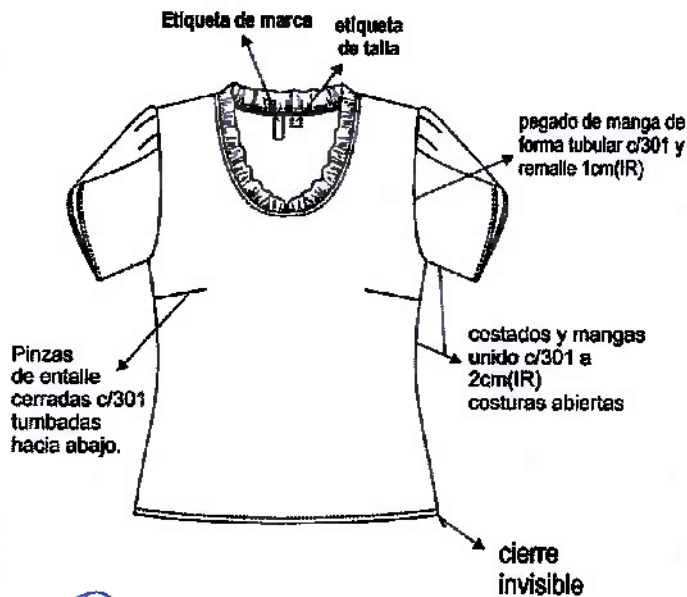 Etiqueta de marca
etiqueta
de talla
pegado de manga de
forma tubular c/301 y
remalle 1cm(IR)
Pinzas
de entalle
cerradas c/301
tumbadas
hacia abajo.
costados y mangas
unido c/301 a
2cm(IR)
costuras abiertas
cierre
invisible